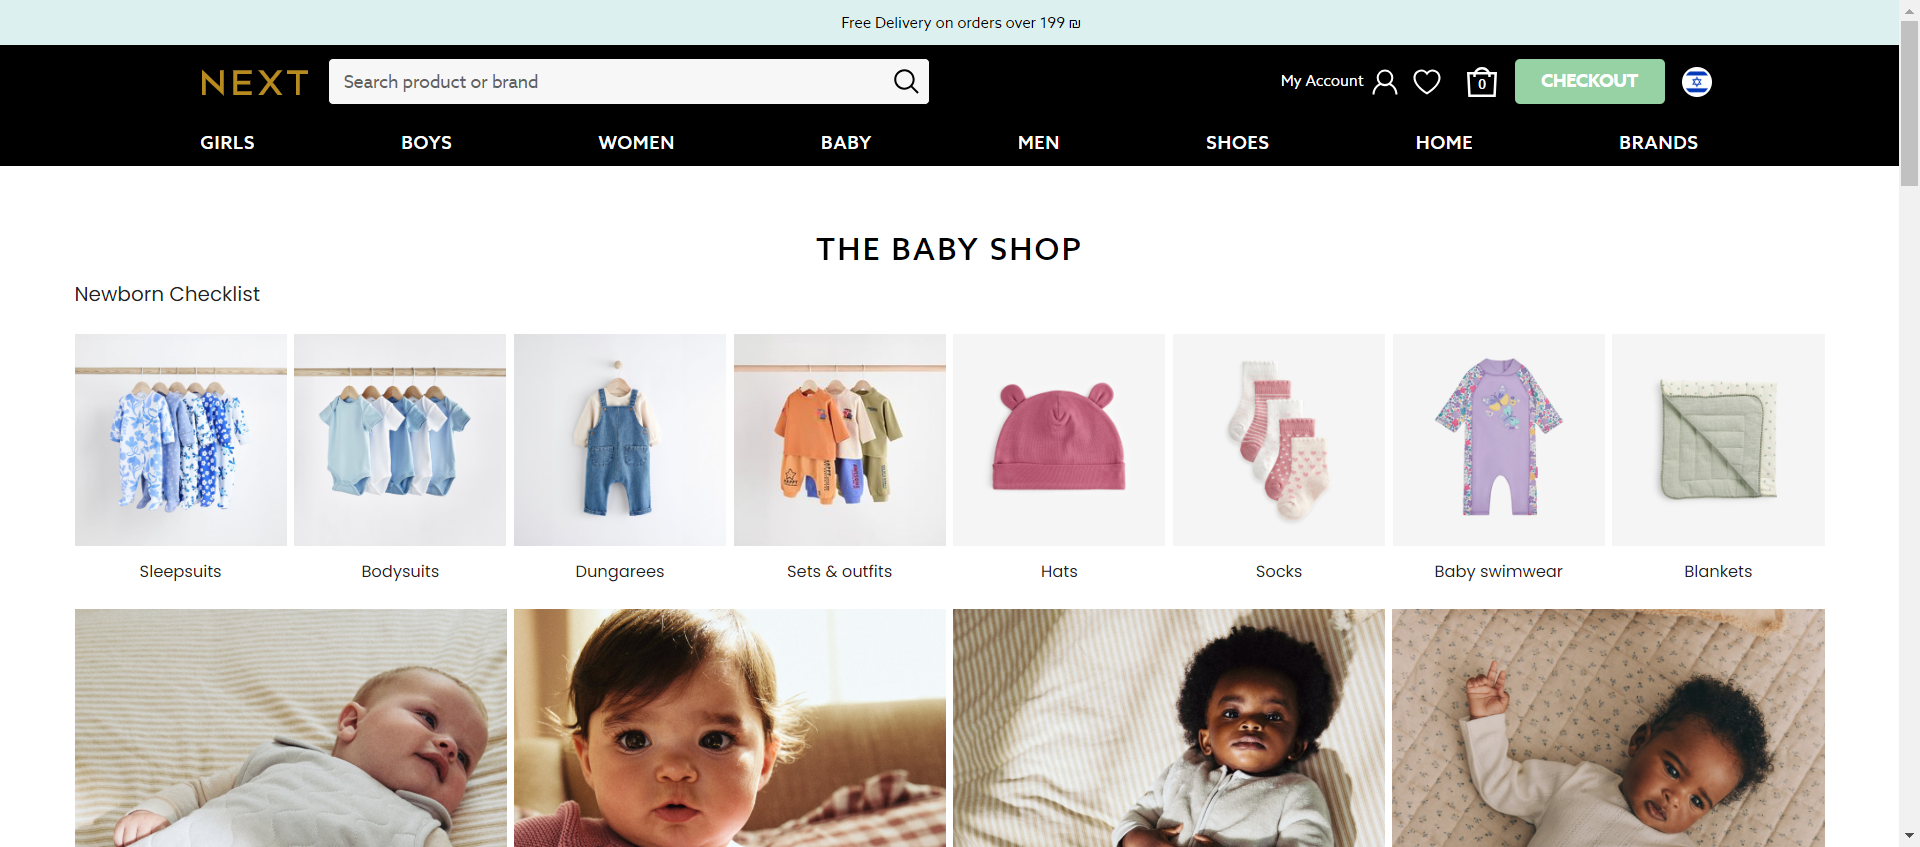 Free Delivery on orders over 199 ₪
NEXT
Search product or brand
My Account
0
CHECKOUT
GIRLS
BOYS
WOMEN
BABY
MEN
SHOES
HOME
BRANDS
THE BABY SHOP
Newborn Checklist
Sleepsuits
Bodysuits
Dungarees
Sets & outfits
Hats
Socks
Baby swimwear
Blankets